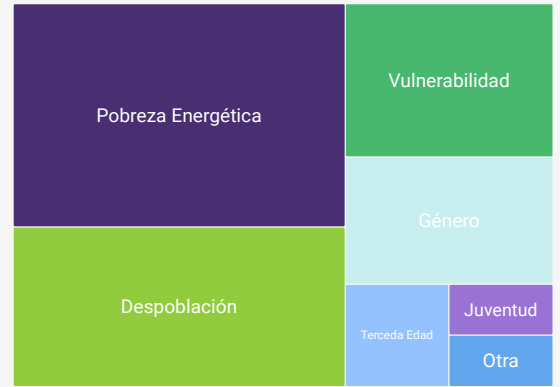 Pobreza Energética
Vulnerabilidad
Género
Despoblación
Terceda Edad
Juventud
Otra